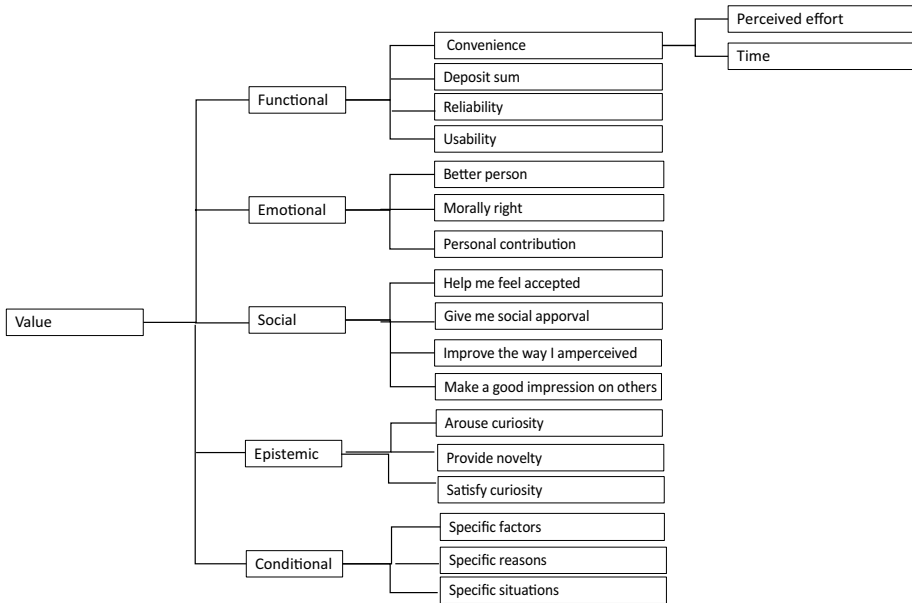 Value
Functional
Convenience
Perceived effort
Time
Deposit sum
Reliability
Usability
Emotional
Better person
Morally right
Personal contribution
Social
Help me feel accepted
Give me social apporval
Improve the way I amperceived
Make a good impression on others
Epistemic
Arouse curiosity
Provide novelty
Satisfy curiosity
Conditional
Specific factors
Specific reasons
Specific situations